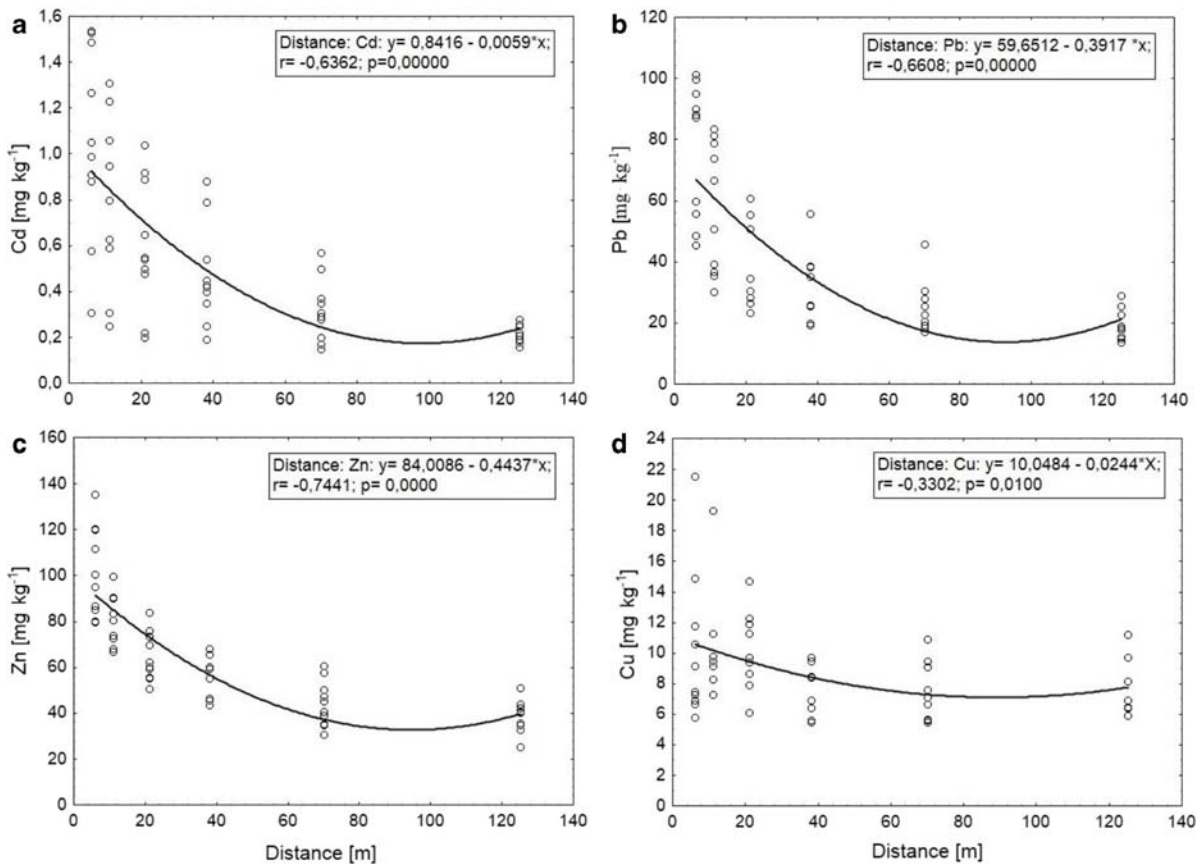 a
Distance: Cd: y= 0,8416 - 0,0059*x;
r= -0,6362; p=0,00000
Cd [mg kg-1]
1,6
1,4
1,2
1,0
0,8
0,6
0,4
0,2
0,0
0 20 40 60 80 100 120 140
b
Distance: Pb: y= 59,6512 - 0,3917 *x;
r= -0,6608; p=0,00000
Pb [mg kg-1]
120
100
80
60
40
20
0
0 20 40 60 80 100 120 140
c
Distance: Zn: y= 84,0086 - 0,4437*x;
r= -0,7441; p= 0,0000
Zn [mg kg-1]
160
140
120
100
80
60
40
20
0
0 20 40 60 80 100 120 140
Distance [m]
d
Distance: Cu: y= 10,0484 - 0,0244*X;
r= -0,3302; p= 0,0100
Cu [mg kg-1]
24
22
20
18
16
14
12
10
8
6
4
2
0
0 20 40 60 80 100 120 140
Distance [m]